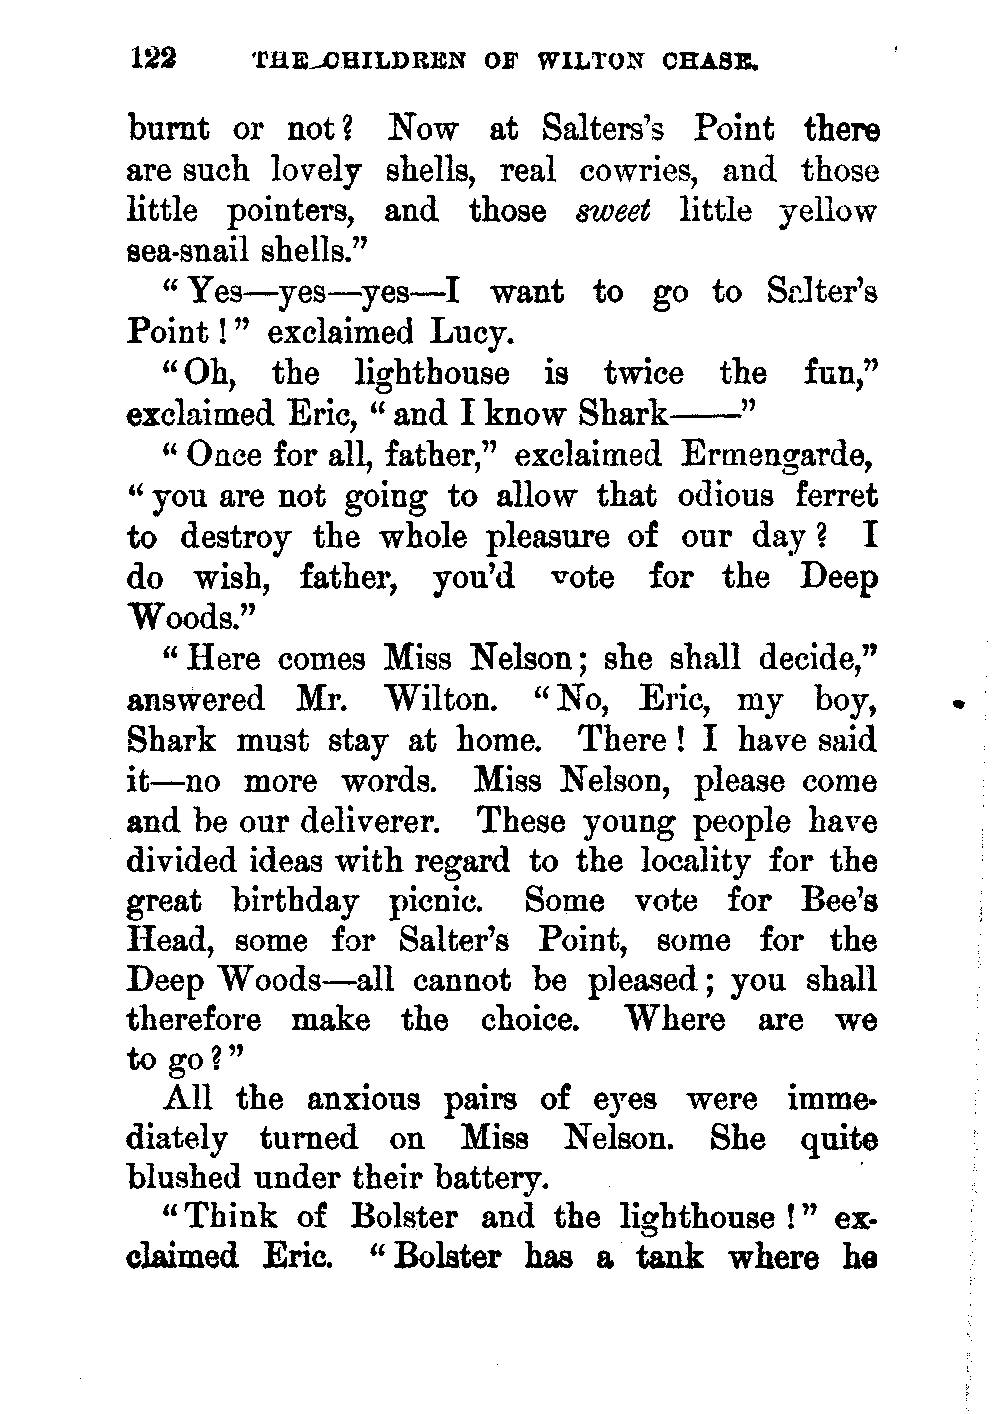 122 THE CHILDREN OF WILTON CHASE.
burnt or not? Now at Salters's Point there
are such lovely shells, real cowries, and those
little pointers, and those sweet little yellow
sea-snail shells."
"Yes—yes—yes—I want to go to Salter's
Point!" exclaimed Lucy.
"Oh, the lighthouse is twice the fun,"
exclaimed Eric, "and I know Shark——"
"Once for all, father," exclaimed Ermengarde,
"you are not going to allow that odious ferret
to destroy the whole pleasure of our day? I
do wish, father, you'd vote for the Deep
Woods."
"Here comes Miss Nelson; she shall decide,"
answered Mr. Wilton. "No, Eric, my boy,
Shark must stay at home. There! I have said
it—no more words. Miss Nelson, please come
and be our deliverer. These young people have
divided ideas with regard to the locality for the
great birthday picnic. Some vote for Bee's
Head, some for Salter's Point, some for the
Deep Woods—all cannot be pleased; you shall
therefore make the choice. Where are we
to go?"
All the anxious pairs of eyes were imme-
diately turned on Miss Nelson. She quite
blushed under their battery.
"Think of Bolster and the lighthouse!" ex-
claimed Eric. "Bolster has a tank where he